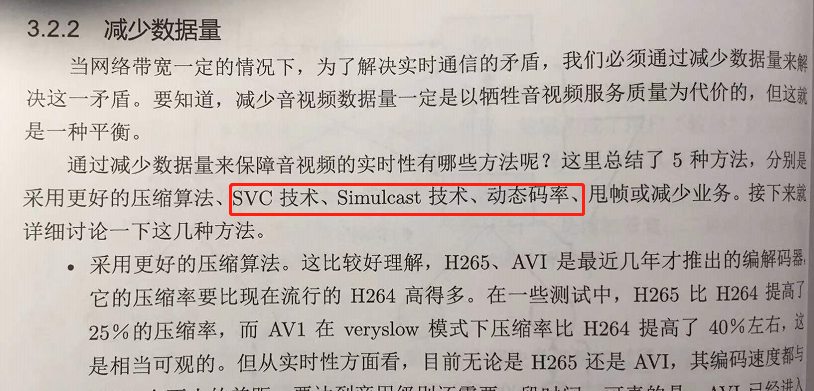 3.2.2 减少数据量
当网络带宽一定的情况下，为了解决实时通信的矛盾，我们必须通过减少数据量来解
决这一矛盾。要知道，减少音视频数据量一定是以牺牲音视频服务质量为代价的，但这就
是一种平衡。
通过减少数据量来保障音视频的实时性有哪些方法呢？这里总结了 5 种方法，分别是
采用更好的压缩算法、SVC 技术、Simulcast 技术、动态码率、甩帧或减少业务。接下来就
详细讨论一下这几种方法。
• 采用更好的压缩算法。这比较好理解，H265、AVI 是最近几年才推出的编解码器，
它的压缩率要比现在流行的 H264 高得多。在一些测试中，H265 比 H264 提高了
25%的压缩率，而 AV1 在 veryslow 模式下压缩率比 H264 提高了 40%左右，这
是相当可观的。但从实时性方面看，目前无论是 H265 还是 AVI，其编码速度都与